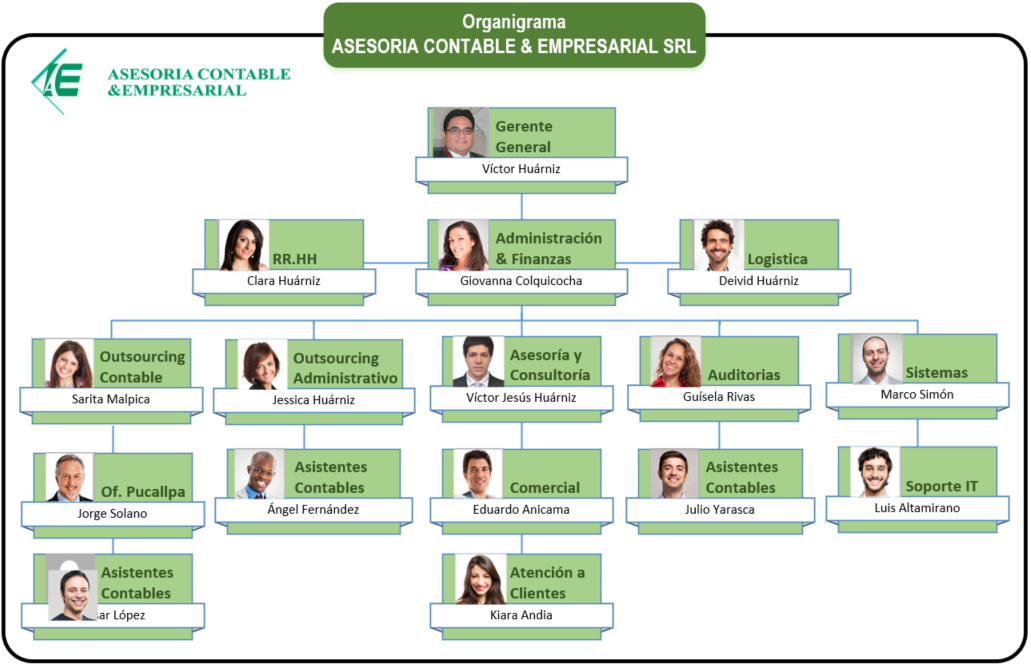 Organigrama
ASESORIA CONTABLE & EMPRESARIAL SRL
AE
ASESORIA CONTABLE
&EMPRESARIAL
Gerente
General
Víctor Huárniz
RR.HH
Clara Huárniz
Administración
& Finanzas
Giovanna Colquicocha
Logistica
Deivid Huárniz
Outsourcing
Contable
Sarita Malpica
Outsourcing
Administrativo
Jessica Huárniz
Asesoría y
Consultoría
Víctor Jesús Huárniz
Auditorias
Guísela Rivas
Sistemas
Marco Simón
Of. Pucallpa
Jorge Solano
Asistentes
Contables
Ángel Fernández
Comercial
Eduardo Anicama
Asistentes
Contables
Julio Yarasca
Soporte IT
Luis Altamirano
Asistentes
Contables
López
Atención a
Clientes
Kiara Andia